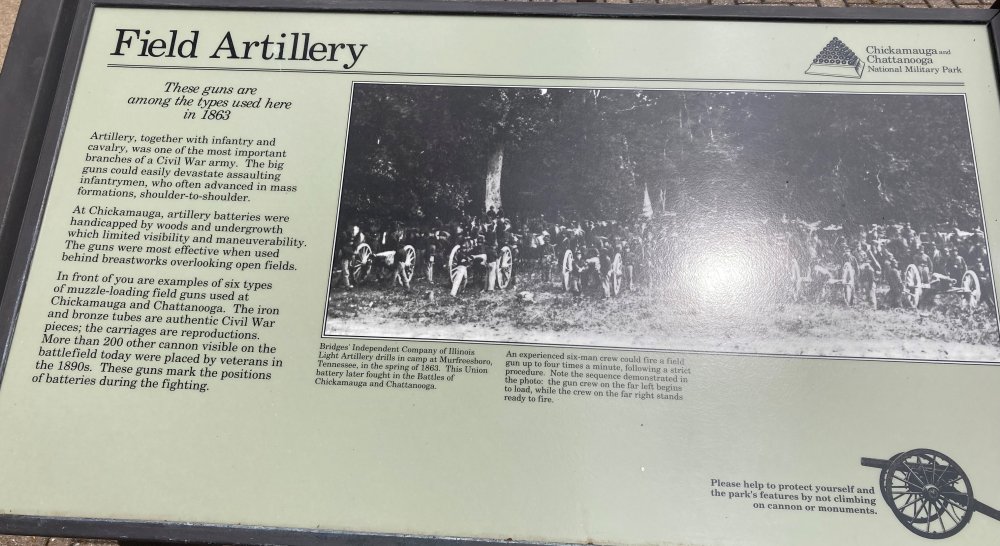 Field Artillery
Chickamauga and
Chattanooga
National Military Park
These guns are
among the types used here
in 1863
Artillery, together with infantry and
cavalry, was one of the most important
branches of a Civil War army. The big
guns could easily devastate assaulting
infantrymen, who often advanced in mass
formations, shoulder-to-shoulder.
At Chickamauga, artillery batteries were
handicapped by woods and undergrowth
which limited visibility and maneuverability.
The guns were most effective when used
behind breastworks overlooking open fields.
In front of you are examples of six types
of muzzle-loading field guns used at
Chickamauga and Chattanooga. The iron
and bronze tubes are authentic Civil War
pieces; the carriages are reproductions.
More than 200 other cannon visible on the
battlefield today were placed by veterans in
the 1890s. These guns mark the positions
of batteries during the fighting.
Bridges' Independent Company of Illinois
Light Artillery drills in camp at Murfreesboro,
Tennessee, in the spring of 1863. This Union
battery later fought in the Battles of
Chickamauga and Chattanooga.
An experienced six-man crew could fire a field
gun up to four times a minute, following a strict
procedure. Note the sequence demonstrated in
the photo: the gun crew on the far left begins
to load, while the crew on the far right stands
ready to fire.
Please help to protect yourself and
the park's features by not climbing
on cannon or monuments.